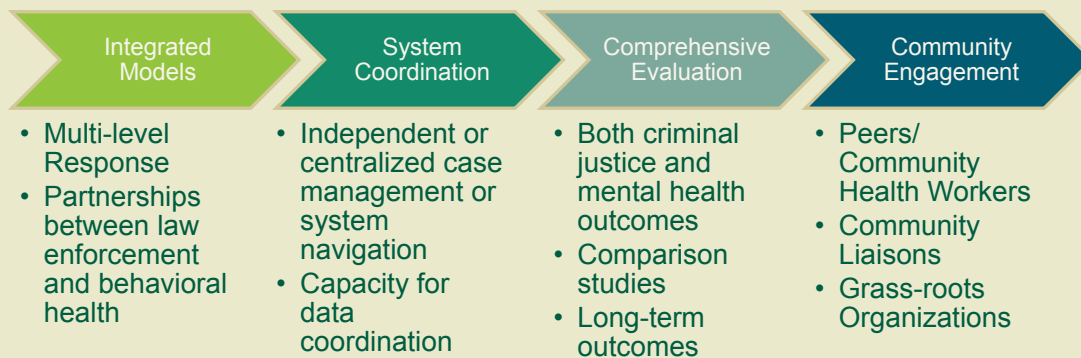 Integrated
Models
System
Coordination
Comprehensive
Evaluation
Community
Engagement
• Multi-level
Response
• Partnerships
between law
enforcement
and behavioral
health
• Independent or
centralized case
management or
system
navigation
• Capacity for
data
coordination
• Both criminal
justice and
mental health
outcomes
• Comparison
studies
• Long-term
outcomes
• Peers/
Community
Health Workers
• Community
Liaisons
• Grass-roots
Organizations